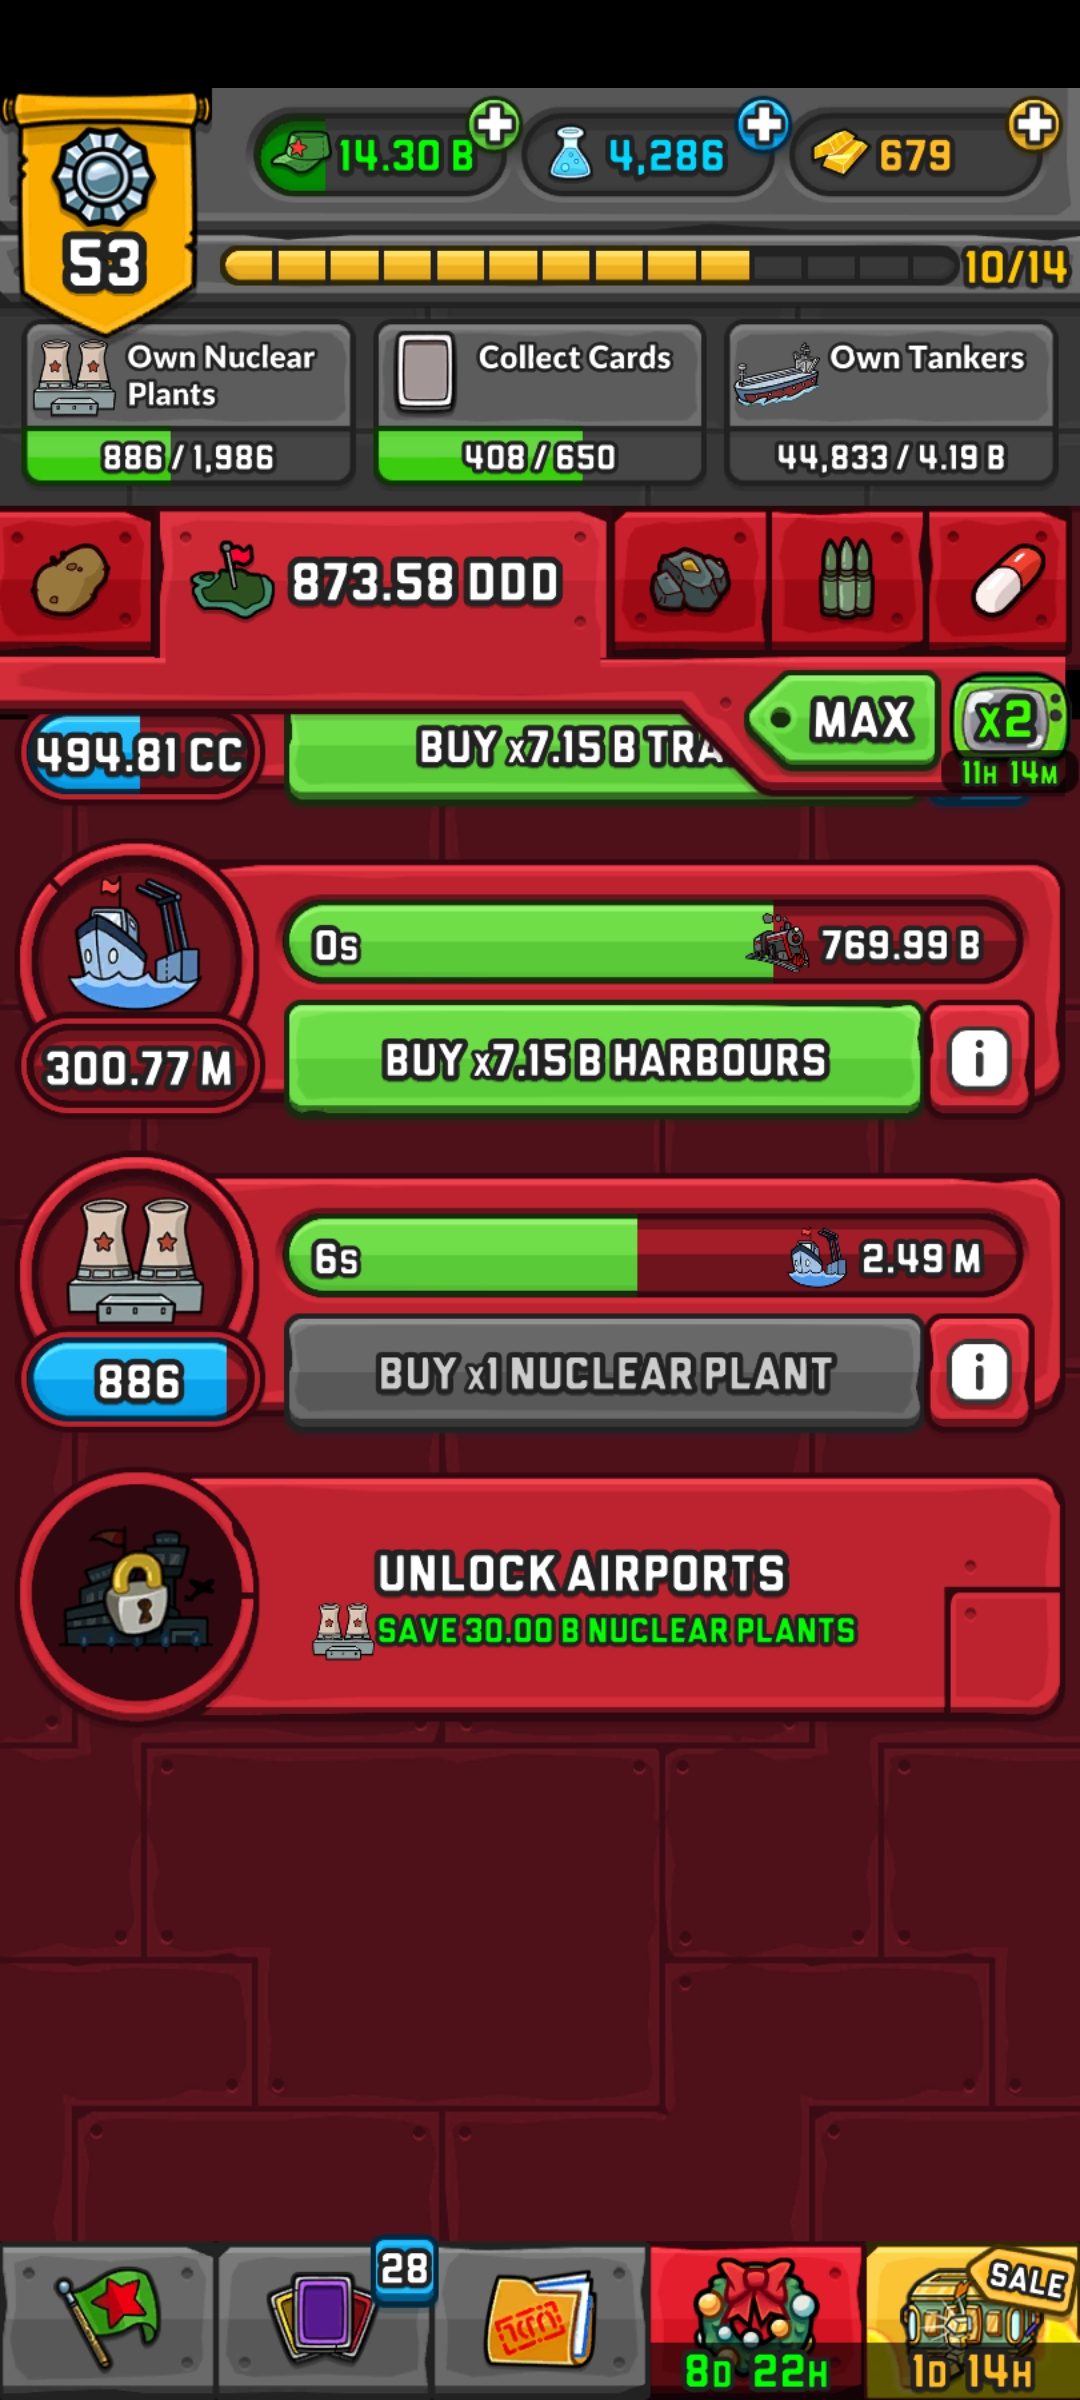 14.30 B
4,286
679
53
10/14
Own Nuclear
Plants
886 / 1,986
Collect Cards
408 / 650
Own Tankers
44,833 / 4.19 B
873.58 DDD
MAX
x2
11H 14M
494.81 CC
BUY x7.15 B TRA
0s
769.99 B
300.77 M
BUY x7.15 B HARBOURS
i
6s
2.49 M
886
BUY x1 NUCLEAR PLANT
i
UNLOCK AIRPORTS
SAVE 30.00 B NUCLEAR PLANTS
28
SALE
8D 22H
1D 14H